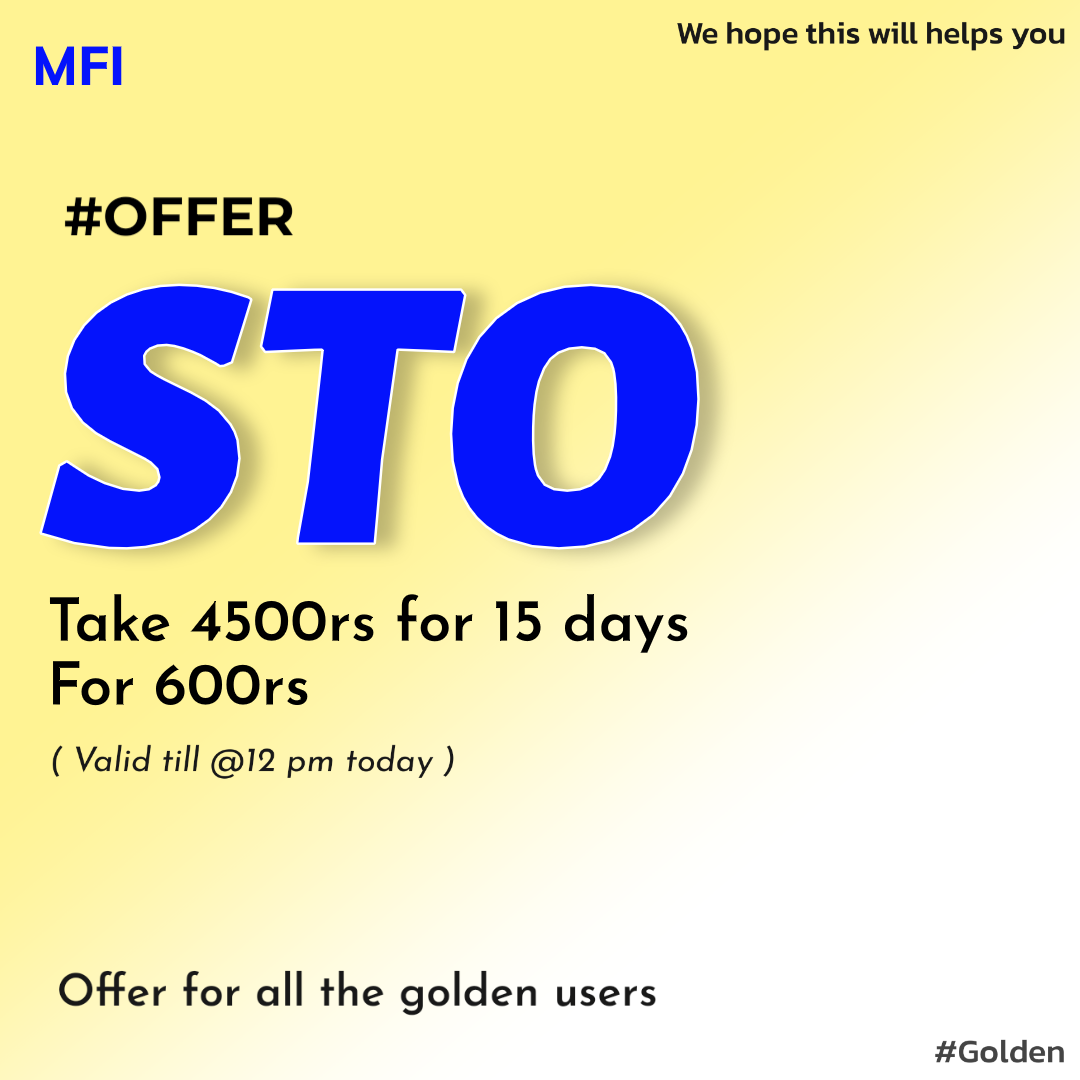 We hope this will helps you
MFI
#OFFER
STO
Take 4500rs for 15 days
For 600rs
( Valid till @12 pm today )
Offer for all the golden users
#Golden